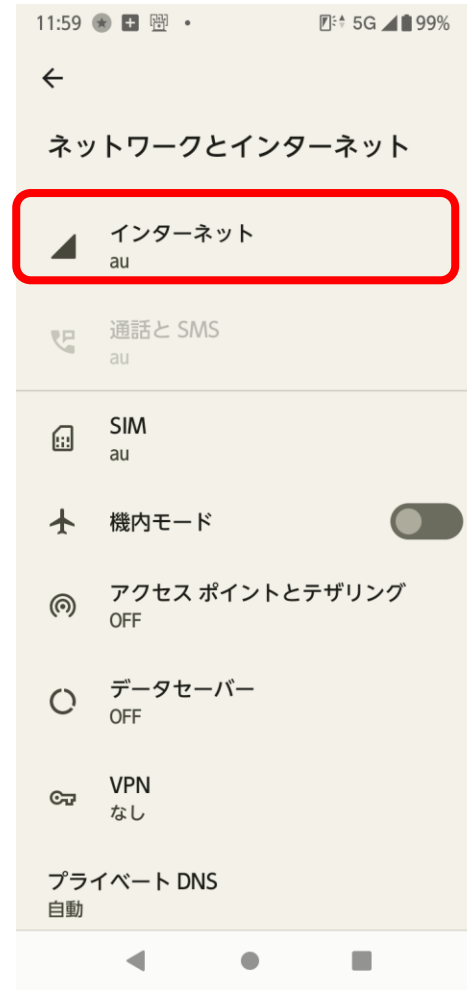 11:59 5G 99%
ネットワークとインターネット
インターネット
au
通話と SMS
au
SIM
au
機内モード
アクセス ポイントとテザリング
OFF
データセーバー
OFF
VPN
なし
プライベート DNS
自動